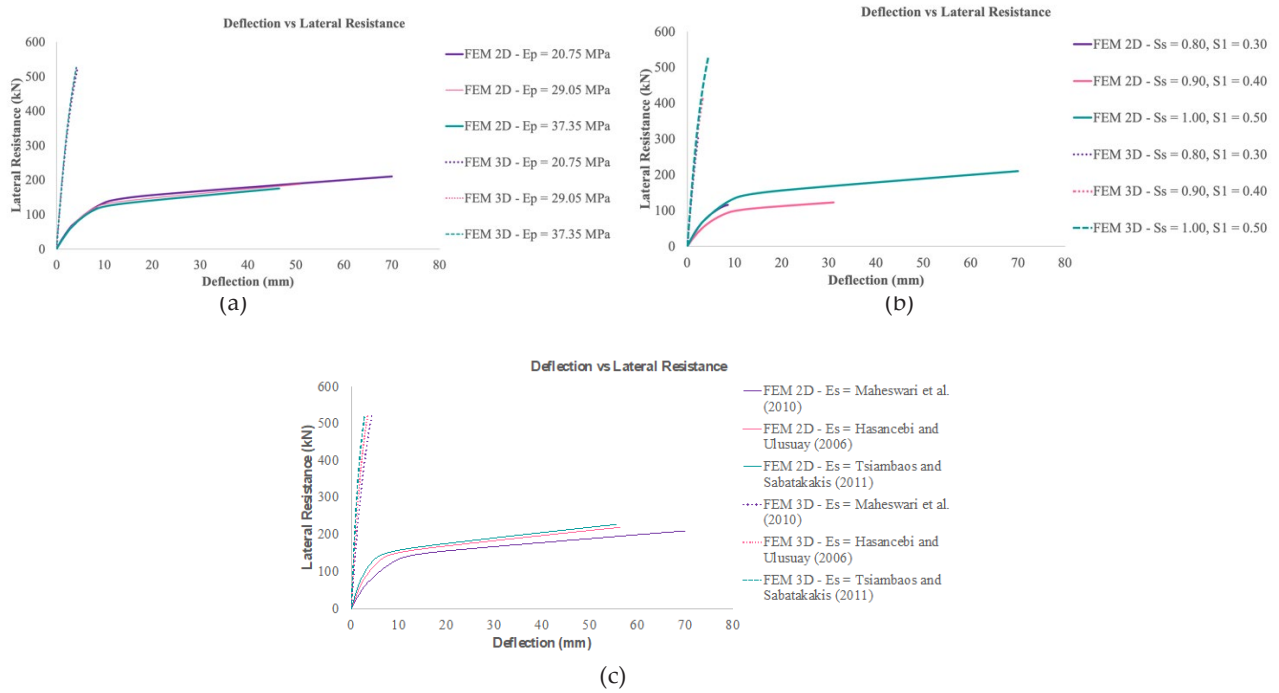 Deflection vs Lateral Resistance
600
500
400
300
200
100
0
Lateral Resistance (kN)
0 10 20 30 40 50 60 70 80
Deflection (mm)
FEM 2D - Ep = 20.75 MPa
FEM 2D - Ep = 29.05 MPa
FEM 2D - Ep = 37.35 MPa
FEM 3D - Ep = 20.75 MPa
FEM 3D - Ep = 29.05 MPa
FEM 3D - Ep = 37.35 MPa
(a)
Deflection vs Lateral Resistance
600
500
400
300
200
100
0
Lateral Resistance (kN)
0 10 20 30 40 50 60 70 80
Deflection (mm)
FEM 2D - Ss = 0.80, S1 = 0.30
FEM 2D - Ss = 0.90, S1 = 0.40
FEM 2D - Ss = 1.00, S1 = 0.50
FEM 3D - Ss = 0.80, S1 = 0.30
FEM 3D - Ss = 0.90, S1 = 0.40
FEM 3D - Ss = 1.00, S1 = 0.50
(b)
Deflection vs Lateral Resistance
600
500
400
300
200
100
0
Lateral Resistance (kN)
0 10 20 30 40 50 60 70 80
Deflection (mm)
FEM 2D - Es = Maheswari et al.
(2010)
FEM 2D - Es = Hasancebi and
Ulusuay (2006)
FEM 2D - Es = Tsiambaos and
Sabatakakis (2011)
FEM 3D - Es = Maheswari et al.
(2010)
FEM 3D - Es = Hasancebi and
Ulusuay (2006)
FEM 3D - Es = Tsiambaos and
Sabatakakis (2011)
(c)